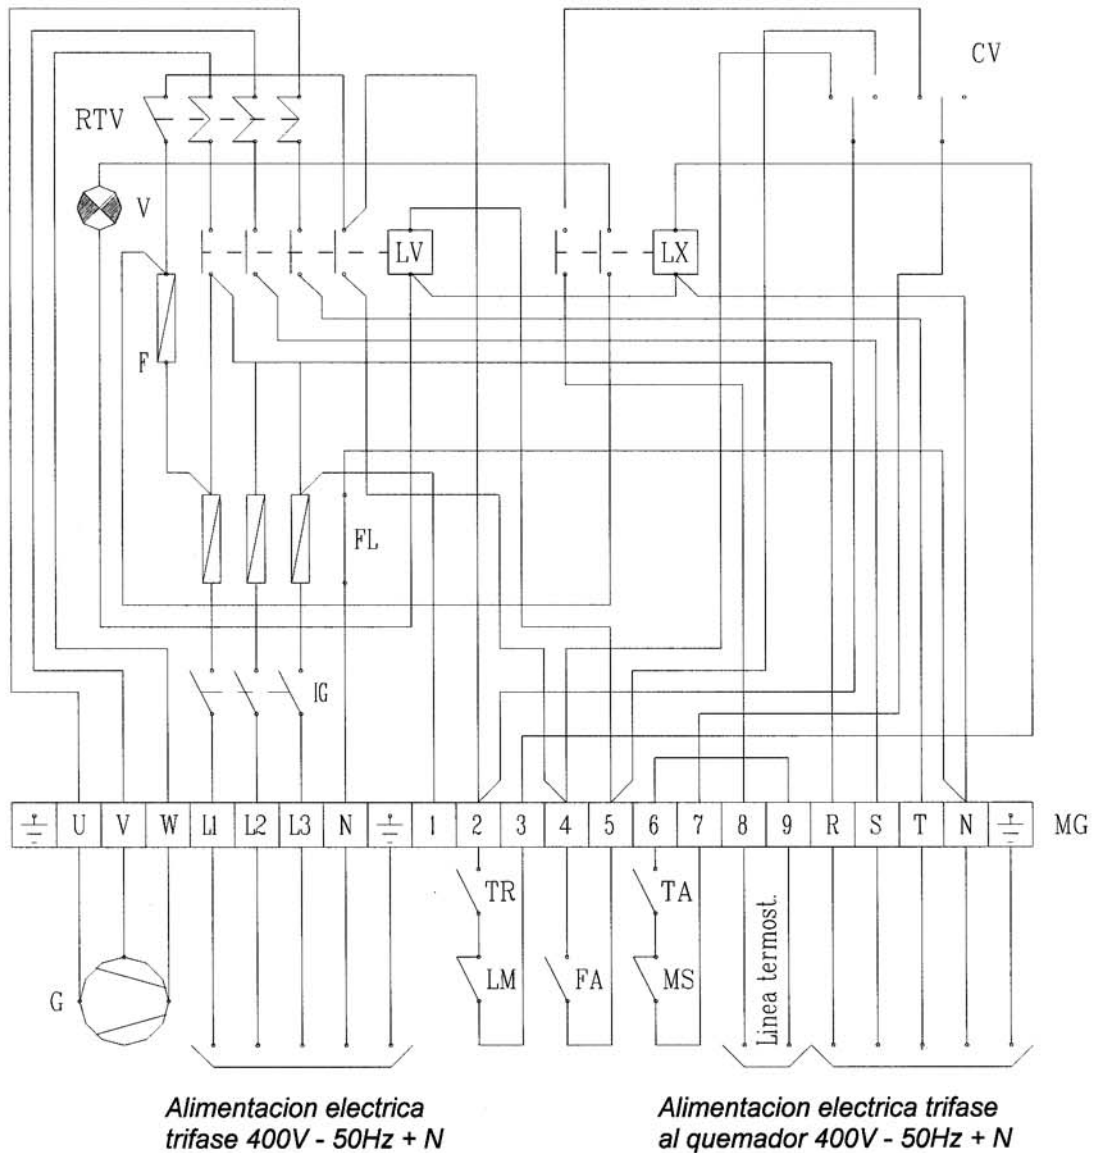 CV
RTV
V
LV
LX
F
FL
IG
U V W L1 L2 L3 N 1 2 3 4 5 6 7 8 9 R S T N MG
TR
TA
LM
FA
MS
G
Linea termost.
Alimentacion electrica
trifase 400V - 50Hz + N
Alimentacion electrica trifase
al quemador 400V - 50Hz + N